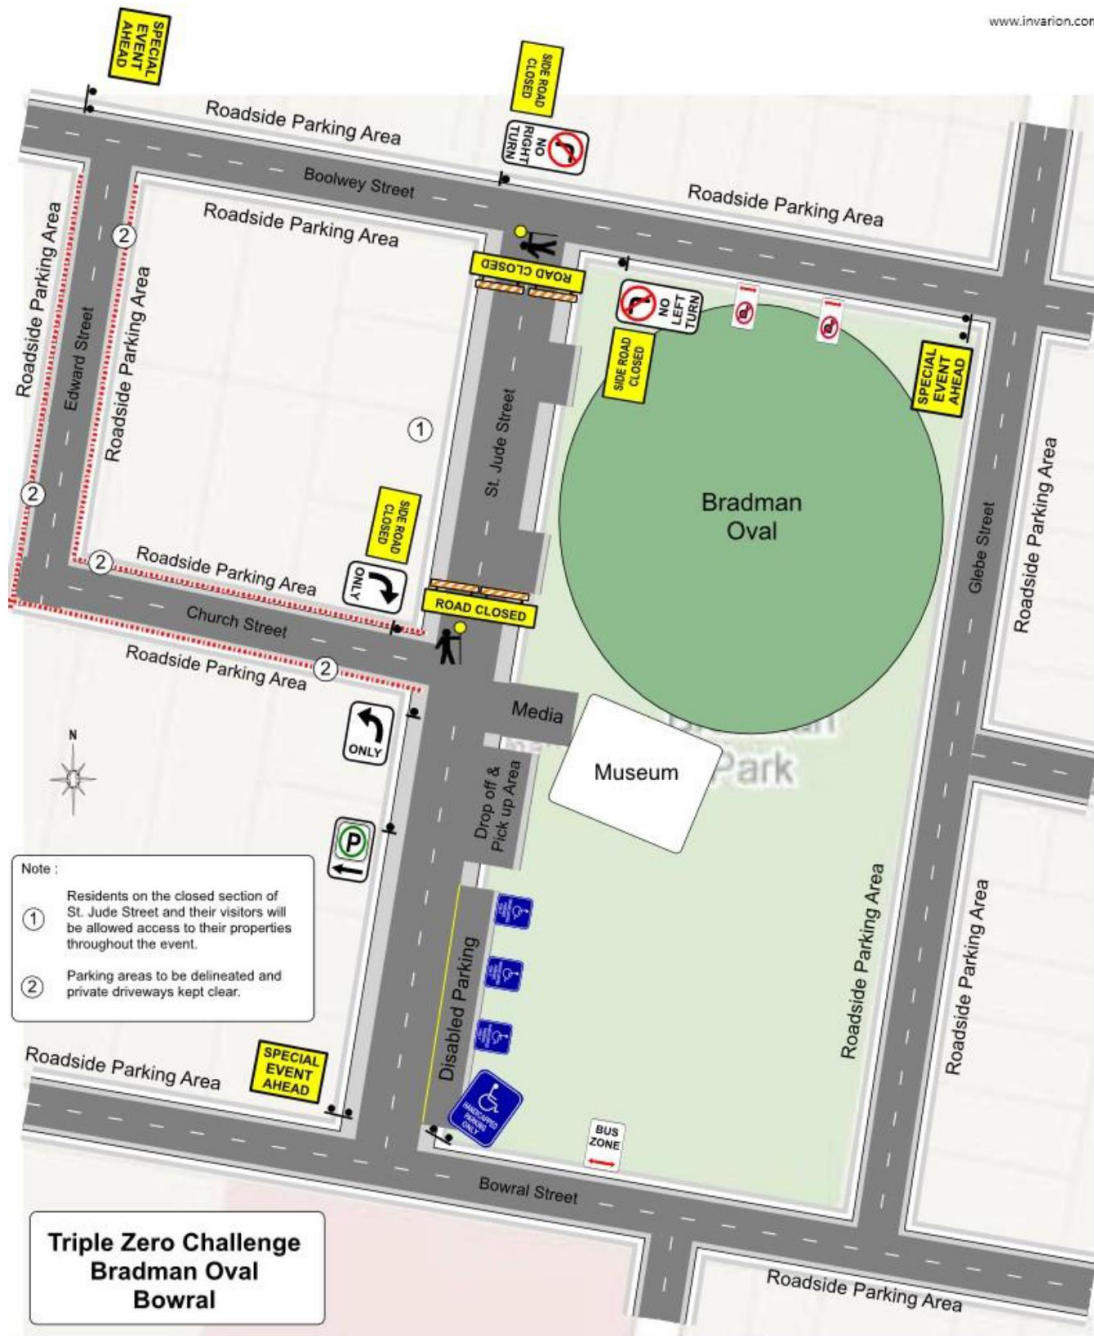 www.invarion.com
SPECIAL
EVENT
AHEAD
SIDE ROAD
CLOSED
NO
RIGHT
TURN
Roadside Parking Area
Boolwey Street
Roadside Parking Area
Roadside Parking Area
Roadside Parking Area
Edward Street
Roadside Parking Area
2
2
ROAD CLOSED
NO
LEFT
TURN
SIDE ROAD
CLOSED
P
P
SPECIAL
EVENT
AHEAD
1
St. Jude Street
Bradman
Oval
Glebe Street
Roadside Parking Area
SIDE ROAD
CLOSED
ONLY
2
Roadside Parking Area
ROAD CLOSED
Church Street
Roadside Parking Area
2
Media
Museum
Park
N
ONLY
Drop off &
Pick up Area
P
Note :
1
Residents on the closed section of
St. Jude Street and their visitors will
be allowed access to their properties
throughout the event.
2
Parking areas to be delineated and
private driveways kept clear.
Disabled Parking
Roadside Parking Area
Roadside Parking Area
Roadside Parking Area
SPECIAL
EVENT
AHEAD
HANDICAPPED
PARKING
ONLY
BUS
ZONE
Bowral Street
Roadside Parking Area
Triple Zero Challenge
Bradman Oval
Bowral